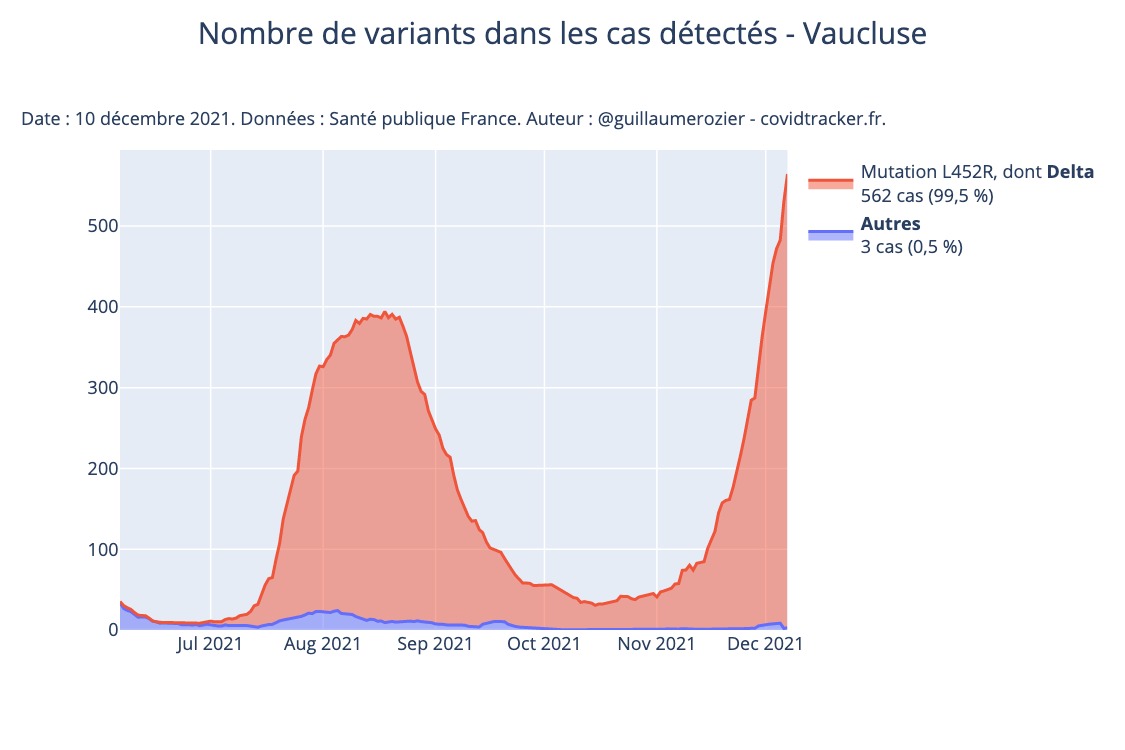 Nombre de variants dans les cas détectés - Vaucluse
Date : 10 décembre 2021. Données : Santé publique France. Auteur : @guillaumerozier - covidtracker.fr.
Mutation L452R, dont Delta
562 cas (99,5 %)
Autres
3 cas (0,5 %)
500
400
300
200
100
0
Jul 2021
Aug 2021
Sep 2021
Oct 2021
Nov 2021
Dec 2021